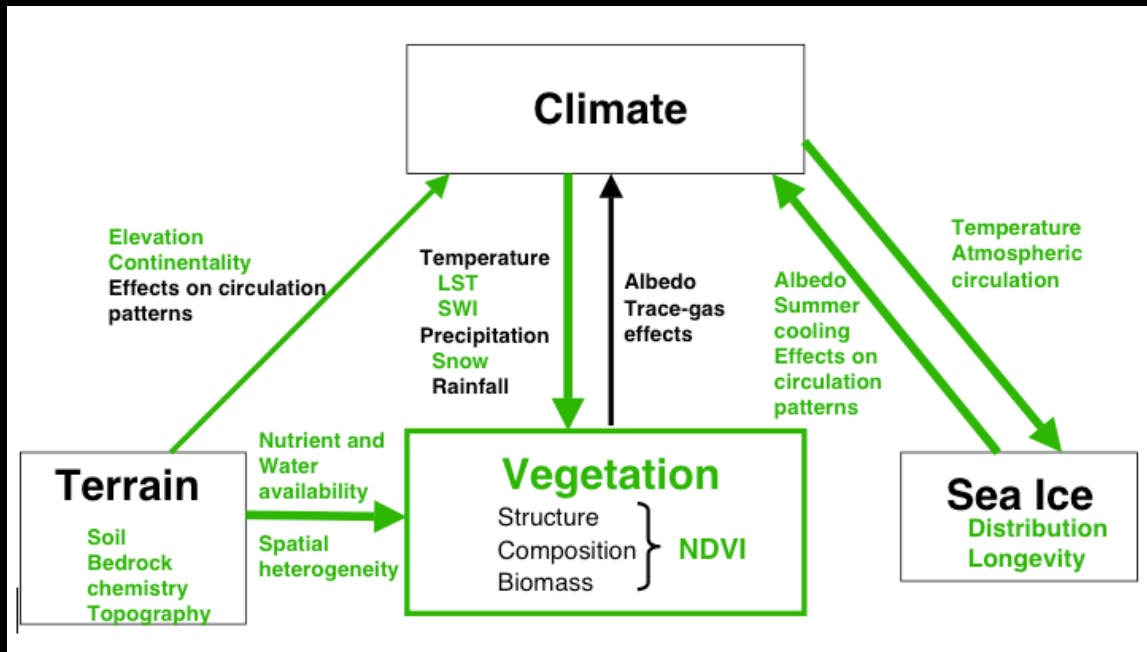 Climate
Elevation
Continentality
Effects on circulation
patterns
Temperature
LST
SWI
Precipitation
Snow
Rainfall
Albedo
Trace-gas
effects
Albedo
Summer
cooling
Effects on
circulation
patterns
Temperature
Atmospheric
circulation
Terrain
Soil
Bedrock
chemistry
Topography
Nutrient and
Water
availability
Spatial
heterogeneity
Vegetation
Structure
Composition
Biomass
NDVI
Sea Ice
Distribution
Longevity